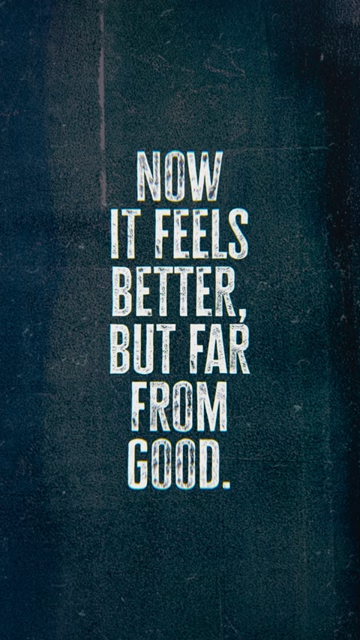 NOW
IT FEELS
BETTER,
BUT FAR
FROM
GOOD.